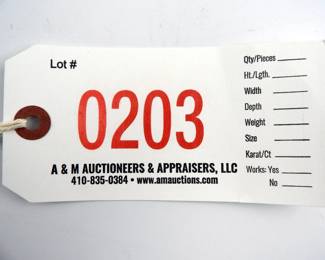 Lot #
0203
A & M AUCTIONEERS & APPRAISERS, LLC
410-835-0384 • www.amauctions.com
Qty/Pieces
Ht./Lgth.
Width
Depth
Weight
Size
Karat/Ct
Works: Yes
No